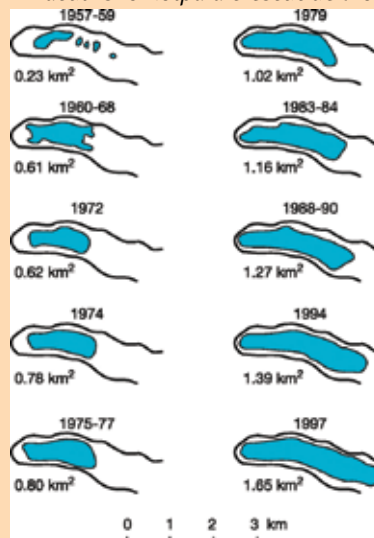 1957-59
0.23 km²
1960-68
0.61 km²
1972
0.62 km²
1974
0.78 km²
1975-77
0.80 km²
1979
1.02 km²
1983-84
1.16 km²
1988-90
1.27 km²
1994
1.39 km²
1997
1.65 km²
0 1 2 3 km